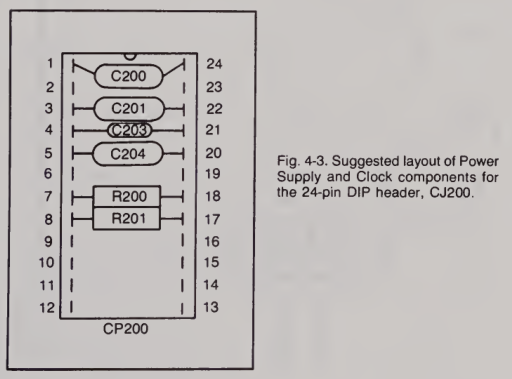 1 C200 24
2 23
3 C201 22
4 C203 21
5 C204 20
6 19
7 R200 18
8 R201 17
9 16
10 15
11 14
12 13
CP200
Fig. 4-3. Suggested layout of Power
Supply and Clock components for
the 24-pin DIP header, CJ200.